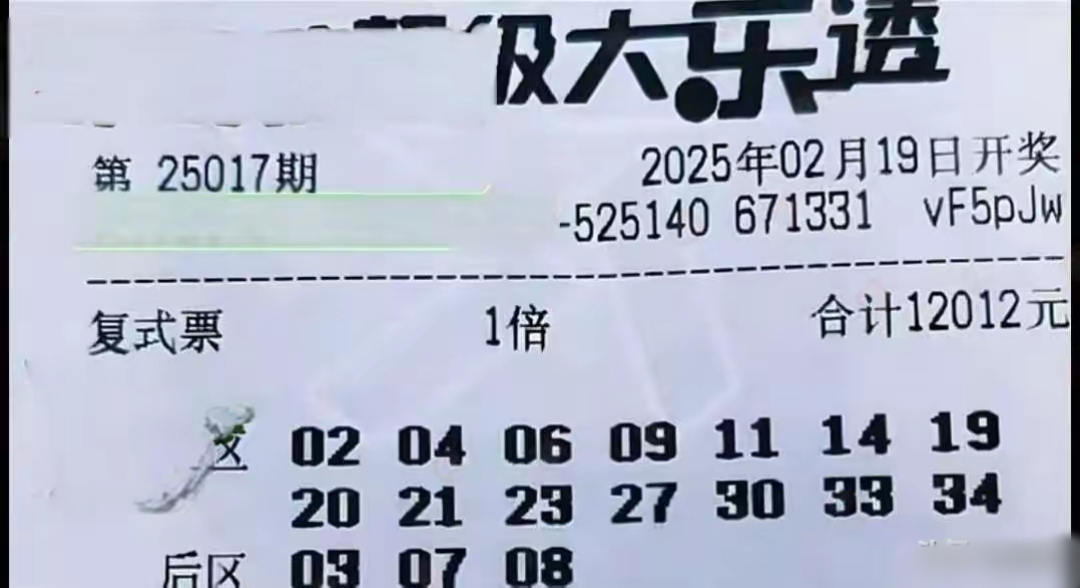 级大乐透
第 25017期
2025年02月19日开奖
-525140 671331 vF5pJw
复式票 1倍 合计12012元
区 02 04 06 09 11 14 19
20 21 23 27 30 33 34
后区 03 07 08